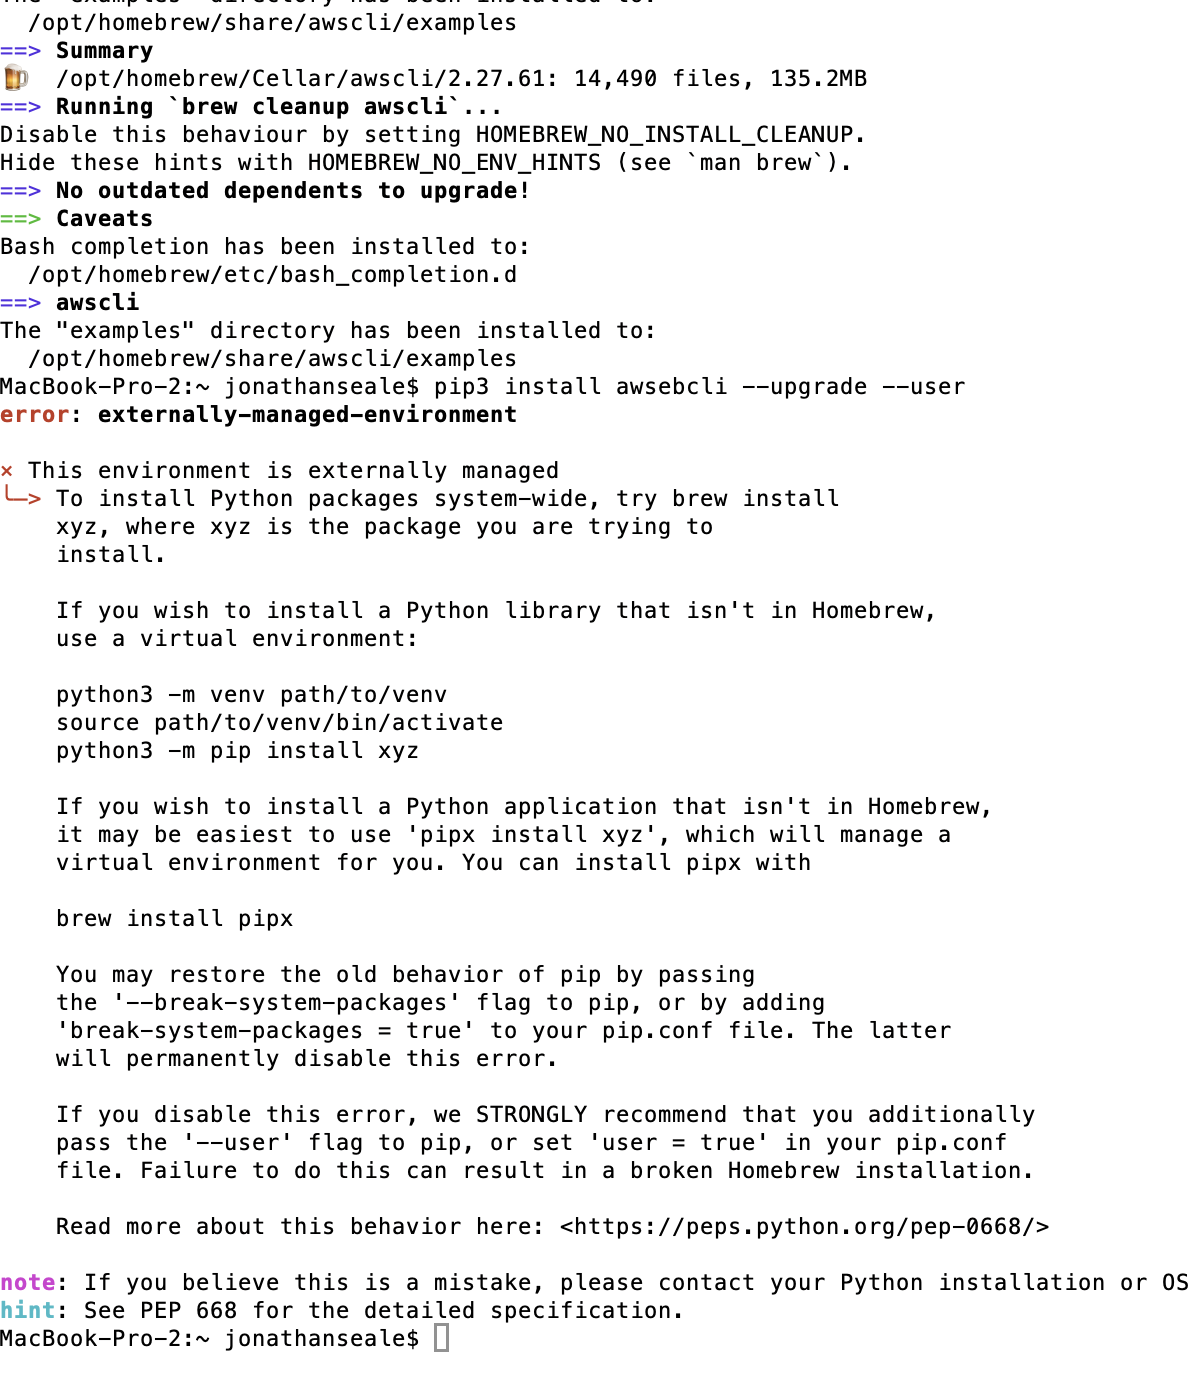 The "examples" directory has been installed to:
  /opt/homebrew/share/awscli/examples
==> Summary
🍺  /opt/homebrew/Cellar/awscli/2.27.61: 14,490 files, 135.2MB
==> Running `brew cleanup awscli`...
Disable this behaviour by setting HOMEBREW_NO_INSTALL_CLEANUP.
Hide these hints with HOMEBREW_NO_ENV_HINTS (see `man brew`).
==> No outdated dependents to upgrade!
==> Caveats
Bash completion has been installed to:
  /opt/homebrew/etc/bash_completion.d
==> awscli
The "examples" directory has been installed to:
  /opt/homebrew/share/awscli/examples
MacBook-Pro-2:~ jonathanseale$ pip3 install awsebcli --upgrade --user
error: externally-managed-environment

× This environment is externally managed
╰─> To install Python packages system-wide, try brew install
    xyz, where xyz is the package you are trying to
    install.

    If you wish to install a Python library that isn't in Homebrew,
    use a virtual environment:

    python3 -m venv path/to/venv
    source path/to/venv/bin/activate
    python3 -m pip install xyz

    If you wish to install a Python application that isn't in Homebrew,
    it may be easiest to use 'pipx install xyz', which will manage a
    virtual environment for you. You can install pipx with

    brew install pipx

    You may restore the old behavior of pip by passing
    the '--break-system-packages' flag to pip, or by adding
    'break-system-packages = true' to your pip.conf file. The latter
    will permanently disable this error.

    If you disable this error, we STRONGLY recommend that you additionally
    pass the '--user' flag to pip, or set 'user = true' in your pip.conf
    file. Failure to do this can result in a broken Homebrew installation.

    Read more about this behavior here: <https://peps.python.org/pep-0668/>

note: If you believe this is a mistake, please contact your Python installation or OS
hint: See PEP 668 for the detailed specification.
MacBook-Pro-2:~ jonathanseale$